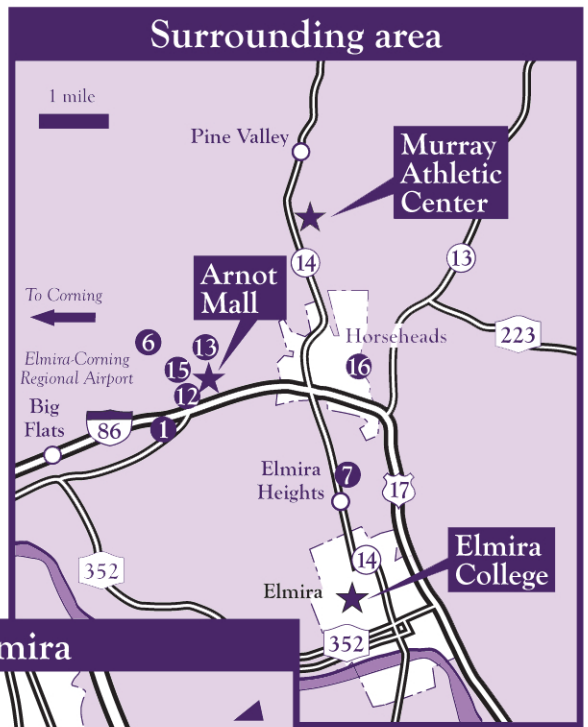 Surrounding area
1 mile
Pine Valley
Murray
Athletic
Center
14
13
Arnot
Mall
To Corning
223
6
13
Horseheads
Elmira-Corning
Regional Airport
15
16
12
Big
Flats
86
1
Elmira
Heights
7
17
14
Elmira
College
352
Elmira
352
mira